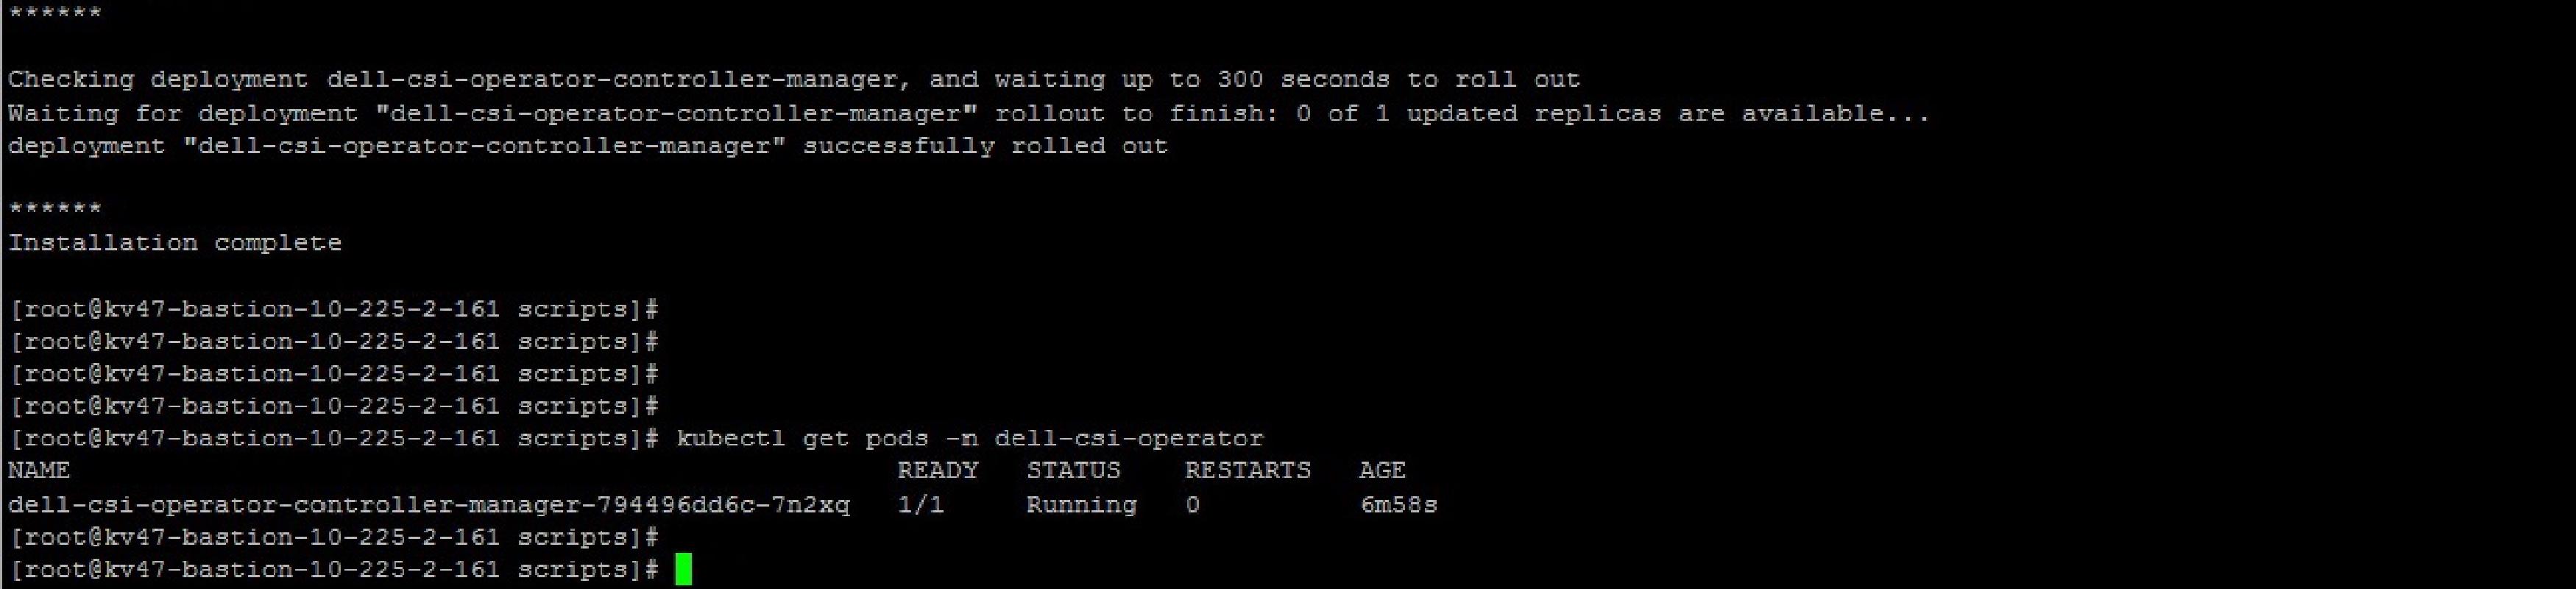 ******
Checking deployment dell-csi-operator-controller-manager, and waiting up to 300 seconds to roll out
Waiting for deployment "dell-csi-operator-controller-manager" rollout to finish: 0 of 1 updated replicas are available...
deployment "dell-csi-operator-controller-manager" successfully rolled out
******
Installation complete
[root@kv47-bastion-10-225-2-161 scripts]#
[root@kv47-bastion-10-225-2-161 scripts]#
[root@kv47-bastion-10-225-2-161 scripts]#
[root@kv47-bastion-10-225-2-161 scripts]#
[root@kv47-bastion-10-225-2-161 scripts]# kubectl get pods -n dell-csi-operator
NAME READY STATUS RESTARTS AGE
dell-csi-operator-controller-manager-794496dd6c-7n2xq 1/1 Running 0 6m58s
[root@kv47-bastion-10-225-2-161 scripts]#
[root@kv47-bastion-10-225-2-161 scripts]#